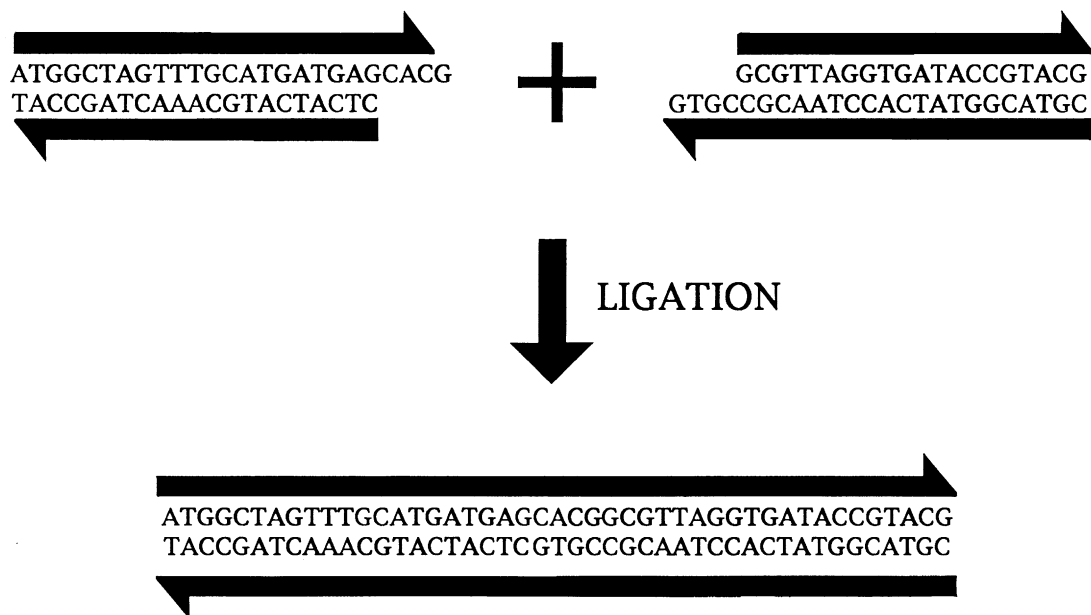 ATGGCTAGTTTGCATGATGAGCACG
TACCGATCAAACGTACTACTC
+
GCGTTAGGTGATACCGTACG
GTGCCGCAATCCACTATGGCATGC
LIGATION
ATGGCTAGTTTGCATGATGAGCACGGCGTTAGGTGATACCGTACG
TACCGATCAAACGTACTACTCGTGCCGCAATCCACTATGGCATGC